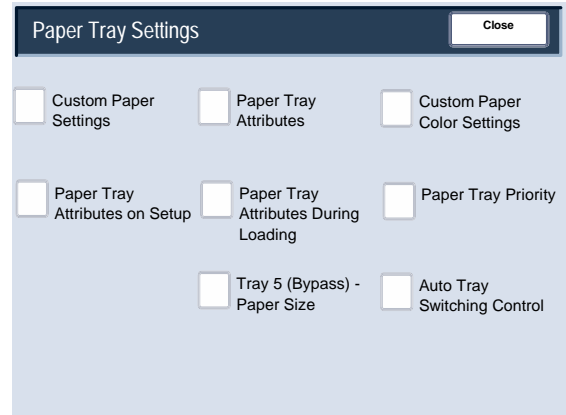 Paper Tray Settings
Close
Custom Paper
Settings
Paper Tray
Attributes
Custom Paper
Color Settings
Paper Tray
Attributes on Setup
Paper Tray
Attributes During
Loading
Paper Tray Priority
Tray 5 (Bypass) -
Paper Size
Auto Tray
Switching Control